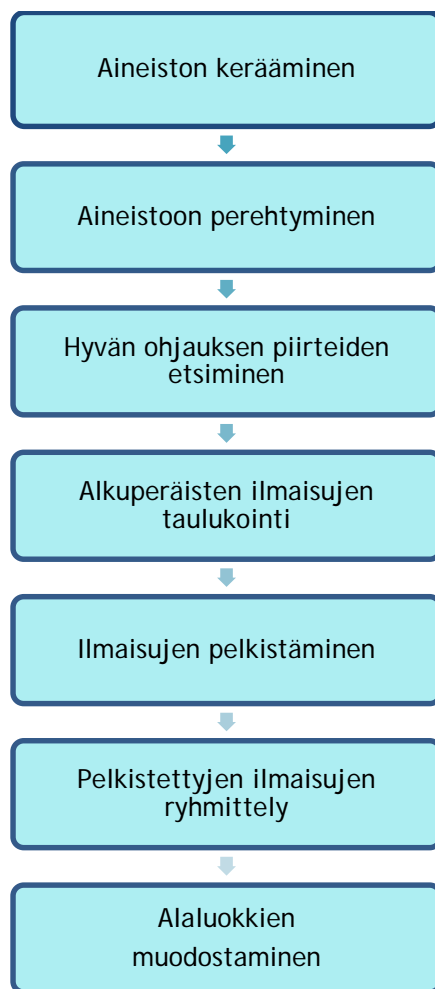 Aineiston kerääminen
Aineistoon perehtyminen
Hyvän ohjauksen piirteiden
etsiminen
Alkuperäisten ilmaisujen
taulukointi
Ilmaisujen pelkistäminen
Pelkistettyjen ilmaisujen
ryhmittely
Alaluokkien
muodostaminen